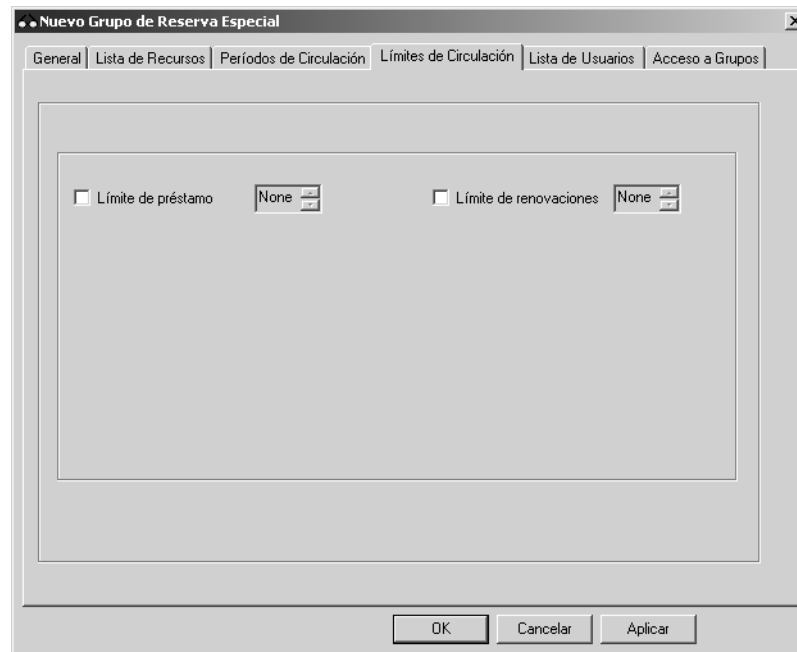 Nuevo Grupo de Reserva Especial
General Lista de Recursos Períodos de Circulación Límites de Circulación Lista de Usuarios Acceso a Grupos
Límite de préstamo None Límite de renovaciones None
OK Cancelar Aplicar